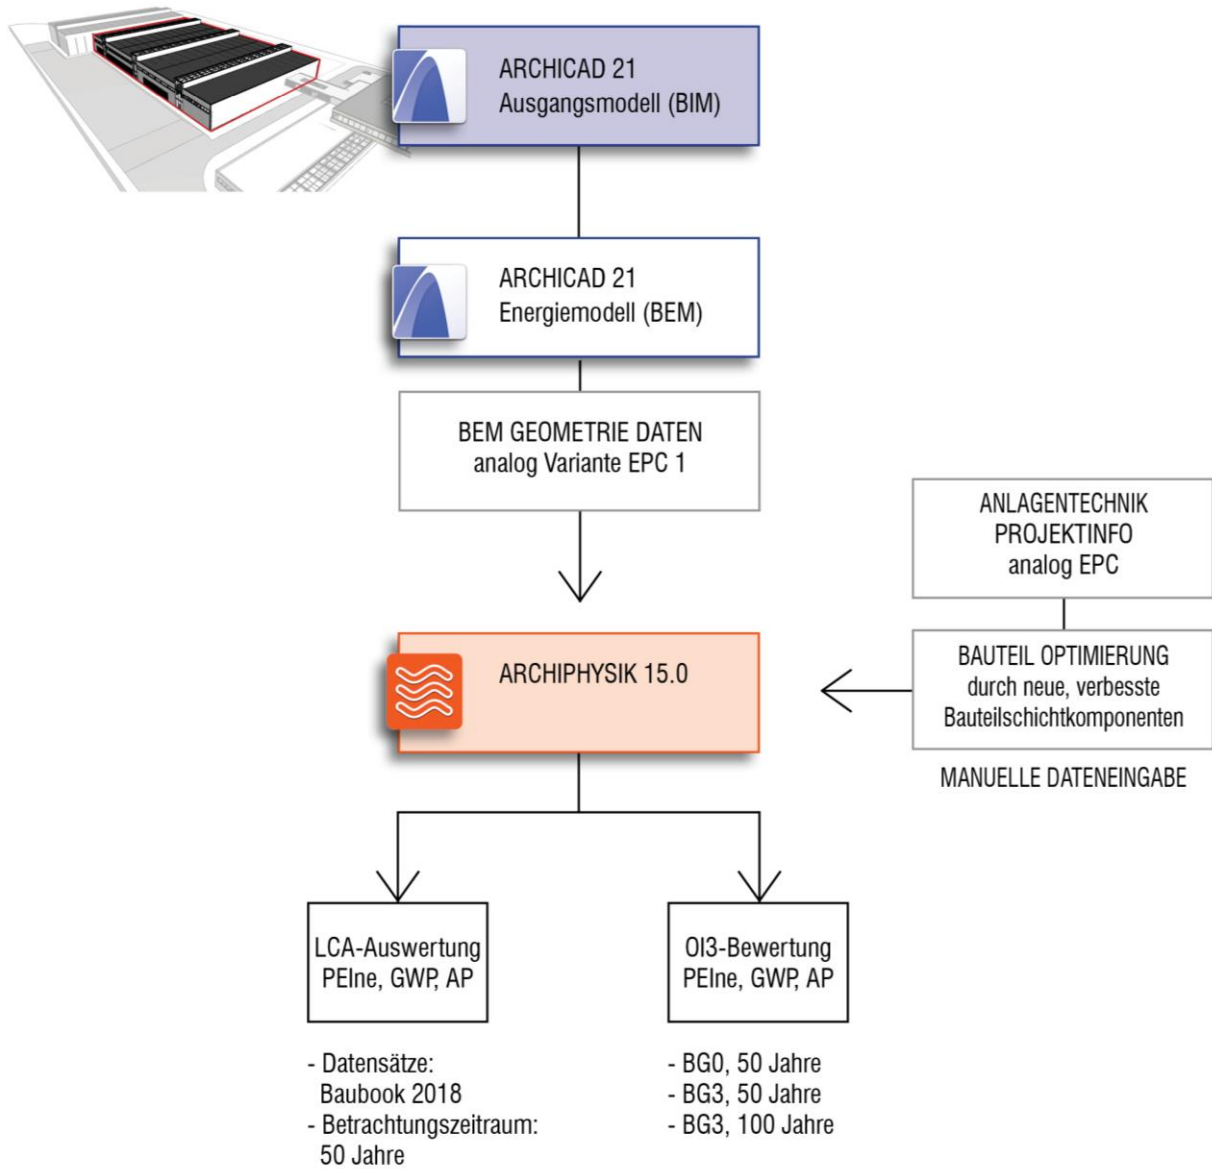 ARCHICAD 21
Ausgangsmodell (BIM)
ARCHICAD 21
Energiemodell (BEM)
BEM GEOMETRIE DATEN
analog Variante EPC 1
ANLAGENTECHNIK
PROJEKTINFO
analog EPC
BAUTEIL OPTIMIERUNG
durch neue, verbesste
Bauteilschichtkomponenten
MANUELLE DATENEINGABE
ARCHIPHYSIK 15.0
LCA-Auswertung
PEIne, GWP, AP
- Datensätze:
Baubook 2018
- Betrachtungszeitraum:
50 Jahre
OI3-Bewertung
PEIne, GWP, AP
- BG0, 50 Jahre
- BG3, 50 Jahre
- BG3, 100 Jahre